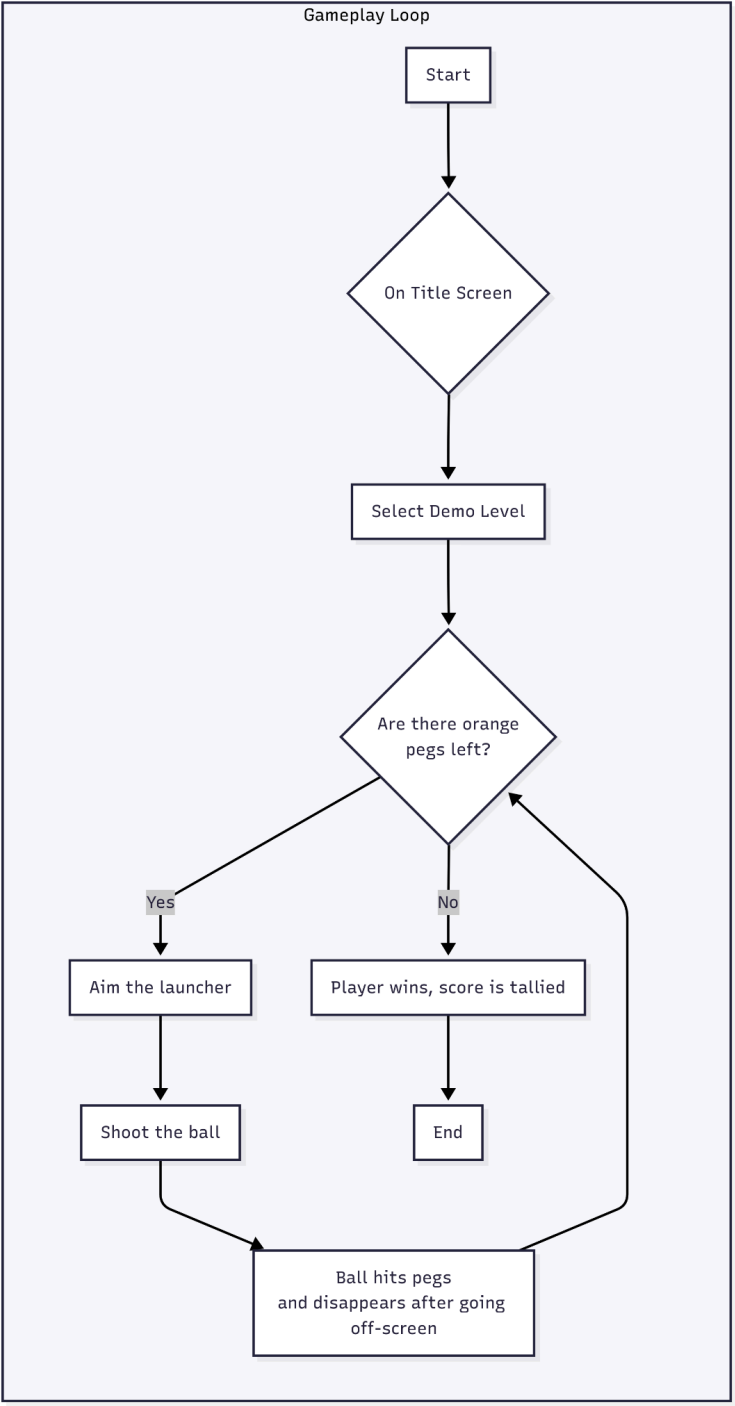 Gameplay Loop
Start
On Title Screen
Select Demo Level
Are there orange
pegs left?
Yes
No
Aim the launcher
Player wins, score is tallied
Shoot the ball
End
Ball hits pegs
and disappears after going
off-screen